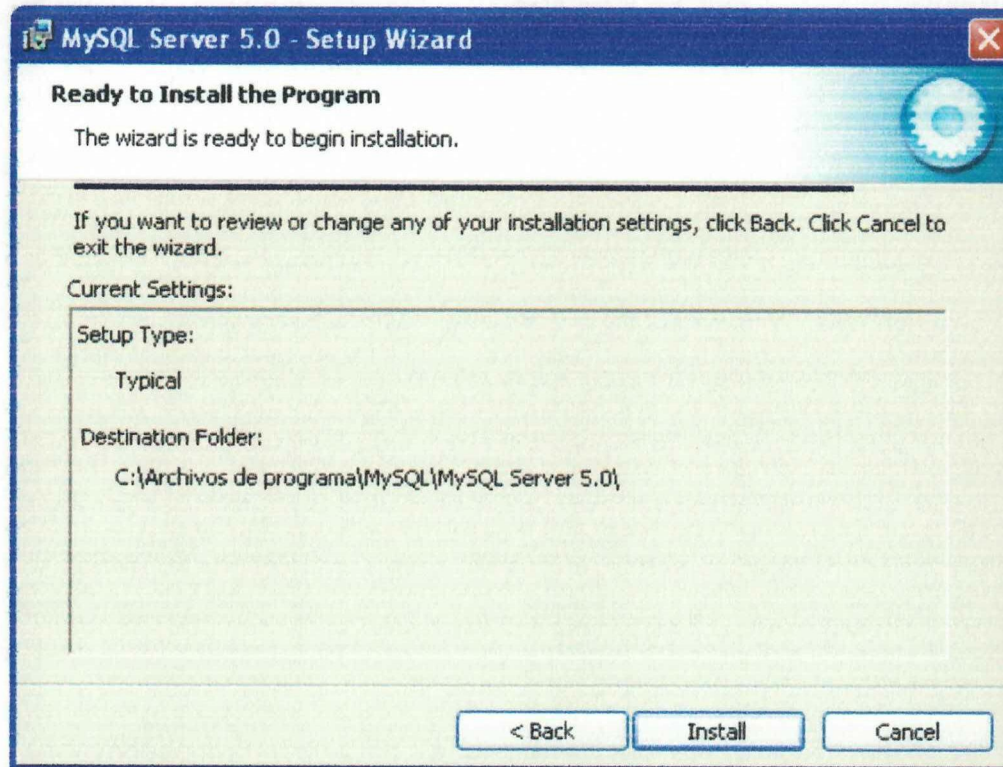 MySQL Server 5.0 - Setup Wizard
Ready to Install the Program
The wizard is ready to begin installation.
If you want to review or change any of your installation settings, click Back. Click Cancel to
exit the wizard.
Current Settings:
Setup Type:
Typical
Destination Folder:
C:\Archivos de programa\MySQL\MySQL Server 5.0\
< Back
Install
Cancel